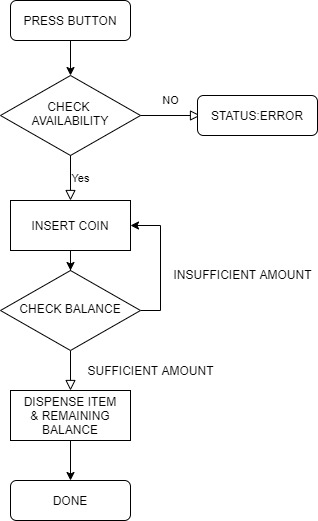 PRESS BUTTON
CHECK
AVAILABILITY
NO
STATUS:ERROR
Yes
INSERT COIN
INSUFFICIENT AMOUNT
CHECK BALANCE
SUFFICIENT AMOUNT
DISPENSE ITEM
& REMAINING
BALANCE
DONE